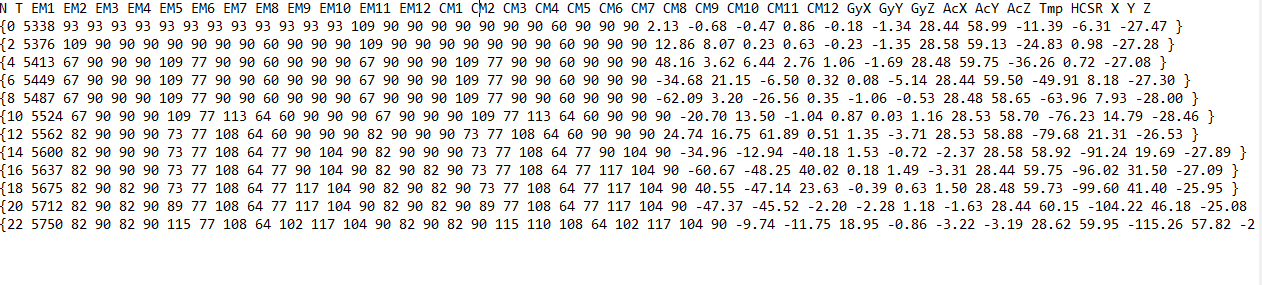 N T EM1 EM2 EM3 EM4 EM5 EM6 EM7 EM8 EM9 EM10 EM11 EM12 CM1 CM2 CM3 CM4 CM5 CM6 CM7 CM8 CM9 CM10 CM11 CM12 GyX GyY GyZ AcX AcY AcZ Tmp HCSR X Y Z
{0 5338 93 93 93 93 93 93 93 93 93 93 93 109 90 90 90 90 90 90 60 90 90 90 2.13 -0.68 -0.47 0.86 -0.18 -1.34 28.44 58.99 -11.39 -6.31 -27.47 }
{2 5376 109 90 90 90 90 90 90 60 90 90 90 109 90 90 90 90 90 90 60 90 90 90 12.86 8.07 0.23 0.63 -0.23 -1.35 28.58 59.13 -24.83 0.98 -27.28 }
{4 5413 67 90 90 90 109 77 90 90 60 90 90 90 67 90 90 90 109 77 90 90 60 90 90 90 48.16 3.62 6.44 2.76 1.06 -1.69 28.48 59.75 -36.26 0.72 -27.08 }
{6 5449 67 90 90 90 109 77 90 90 60 90 90 90 67 90 90 90 109 77 90 90 60 90 90 90 -34.68 21.15 -6.50 0.32 0.08 -5.14 28.44 59.50 -49.91 8.18 -27.30 }
{8 5487 67 90 90 90 109 77 90 90 60 90 90 90 67 90 90 90 109 77 90 90 60 90 90 90 -62.09 3.20 -26.56 0.35 -1.06 -0.53 28.48 58.65 -63.96 7.93 -28.00 }
{10 5524 67 90 90 90 109 77 113 64 60 90 90 90 67 90 90 90 109 77 113 64 60 90 90 90 -20.70 13.50 -1.04 0.87 0.03 1.16 28.53 58.70 -76.23 14.79 -28.46 }
{12 5562 82 90 90 90 73 77 108 64 60 90 90 90 82 90 90 90 73 77 108 64 60 90 90 90 24.74 16.75 61.89 0.51 1.35 -3.71 28.53 58.88 -79.68 21.31 -26.53 }
{14 5600 82 90 90 90 73 77 108 64 77 90 104 90 82 90 90 90 73 77 108 64 77 90 104 90 -34.96 -12.94 -40.18 1.53 -0.72 -2.37 28.58 58.92 -91.24 19.69 -27.89 }
{16 5637 82 90 82 90 73 77 108 64 77 117 104 90 82 90 82 90 73 77 108 64 77 117 104 90 -60.67 -48.25 40.02 0.18 1.49 -3.31 28.44 59.75 -96.02 31.50 -27.09 }
{18 5675 82 90 82 90 73 77 108 64 77 117 104 90 82 90 82 90 73 77 108 64 77 117 104 90 40.55 -47.14 23.63 -0.39 0.63 1.50 28.48 59.73 -99.60 41.40 -25.95 }
{20 5712 82 90 82 90 89 77 108 64 77 117 104 90 82 90 82 90 89 77 108 64 77 117 104 90 -47.37 -45.52 -2.20 -2.28 1.18 -1.63 28.44 60.15 -104.22 46.18 -25.08
{22 5750 82 90 82 90 115 77 108 64 102 117 104 90 82 90 82 90 115 110 108 64 102 117 104 90 -9.74 -11.75 18.95 -0.86 -3.22 -3.19 28.62 59.95 -115.26 57.82 -2